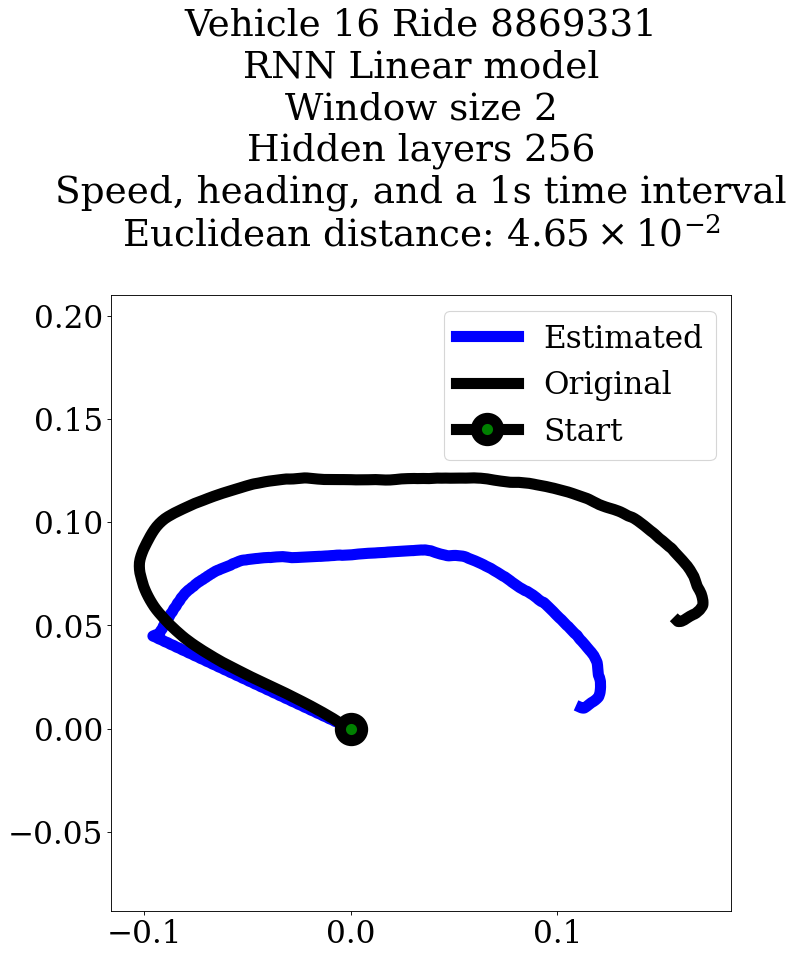 Vehicle 16 Ride 8869331
RNN Linear model
Window size 2
Hidden layers 256
Speed, heading, and a 1s time interval
Euclidean distance: 4.65 × 10⁻²
Estimated
Original
Start
0.20
0.15
0.10
0.05
0.00
−0.05
−0.1
0.0
0.1